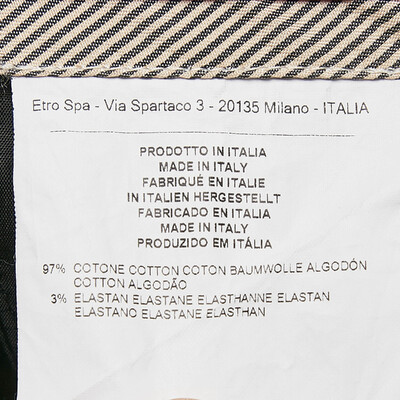 Etro Spa - Via Spartaco 3 - 20135 Milano - ITALIA
PRODOTTO IN ITALIA
MADE IN ITALY
FABRIQUÉ EN ITALIE
IN ITALIEN HERGESTELLT
FABRICADO EN ITALIA
MADE IN ITALY
PRODUZIDO EM ITÁLIA
97% COTONE COTTON COTON BAUMWOLLE ALGODÓN
COTTON ALGODÃO
3% ELASTAN ELASTANE ELASTHANNE ELASTAN
ELASTANO ELASTANE ELASTHAN